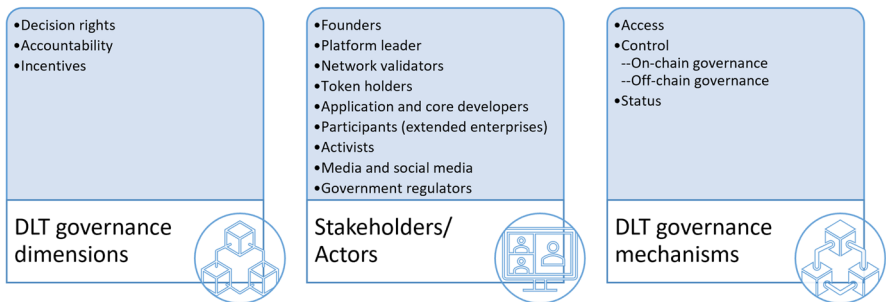 •Decision rights
•Accountability
•Incentives
DLT governance
dimensions
•Founders
•Platform leader
•Network validators
•Token holders
•Application and core developers
•Participants (extended enterprises)
•Activists
•Media and social media
•Government regulators
Stakeholders/
Actors
•Access
•Control
--On-chain governance
--Off-chain governance
•Status
DLT governance
mechanisms